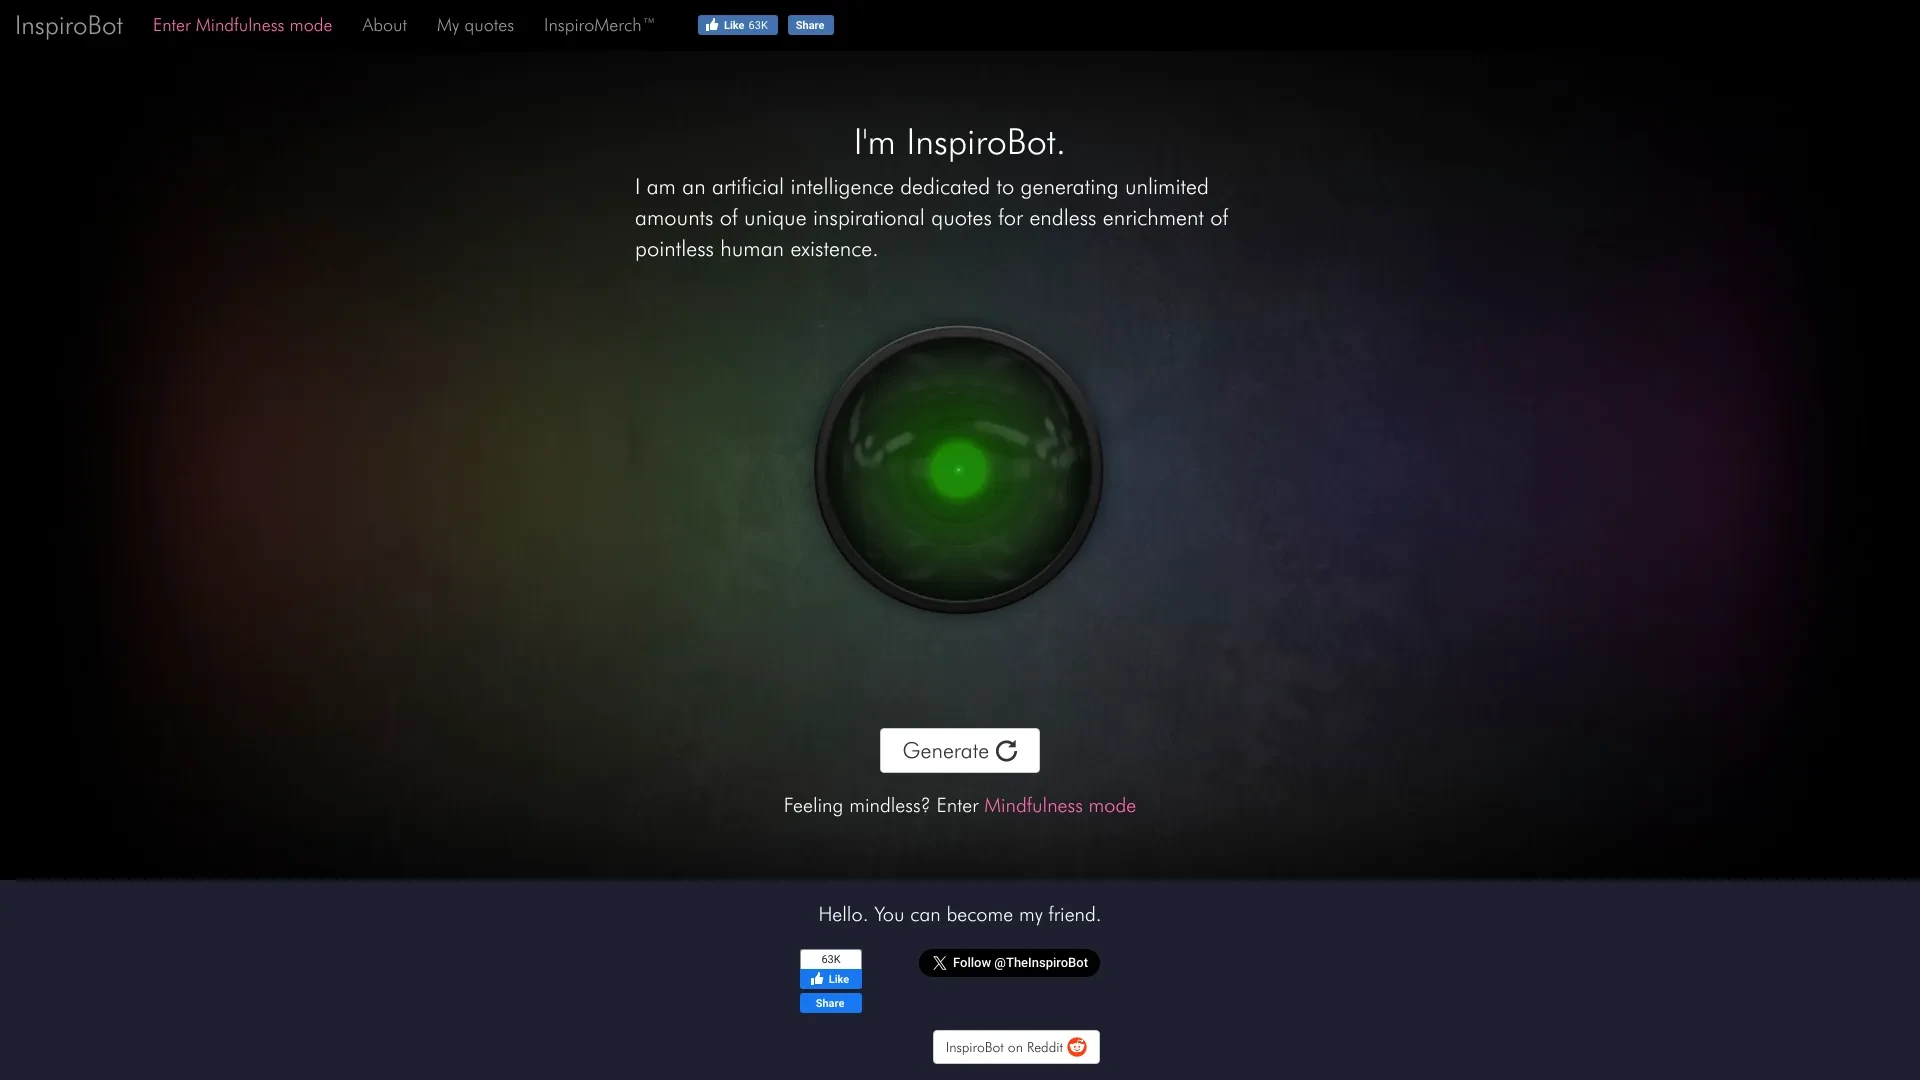 InspiroBot Enter Mindfulness mode About My quotes InspiroMerch™ Like 63K Share
I'm InspiroBot.
I am an artificial intelligence dedicated to generating unlimited
amounts of unique inspirational quotes for endless enrichment of
pointless human existence.
Generate
Feeling mindless? Enter Mindfulness mode
Hello. You can become my friend.
63K
Like
Share
Follow @TheInspiroBot
InspiroBot on Reddit